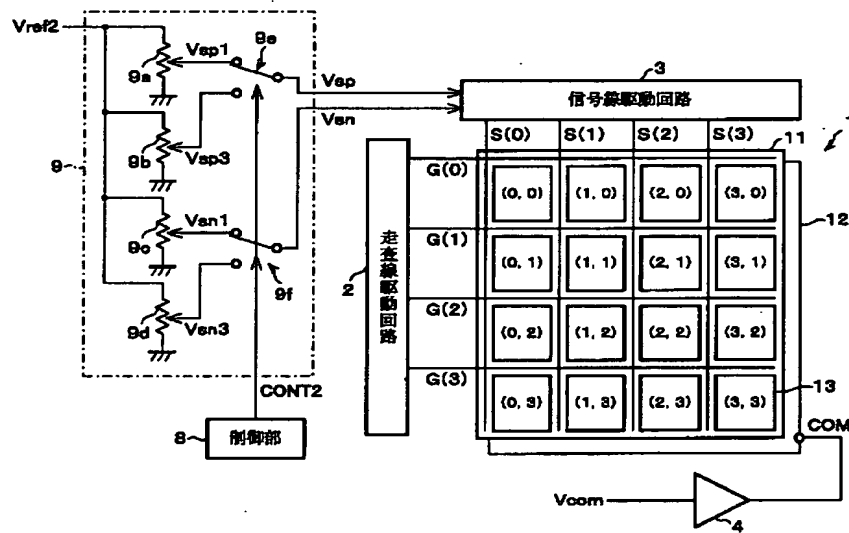 Vref2
9a
Vsp1
9e
9b
Vsp3
9
9c
Vsn1
9d
Vsn3
9f
CONT2
8
制御部
Vsp
Vsn
3
信号線駆動回路
S(0) S(1) S(2) S(3)
11
1
12
2
走査線駆動回路
G(0)
G(1)
G(2)
G(3)
(0, 0) (1, 0) (2, 0) (3, 0)
(0, 1) (1, 1) (2, 1) (3, 1)
(0, 2) (1, 2) (2, 2) (3, 2)
(0, 3) (1, 3) (2, 3) (3, 3)
13
COM
Vcom
4